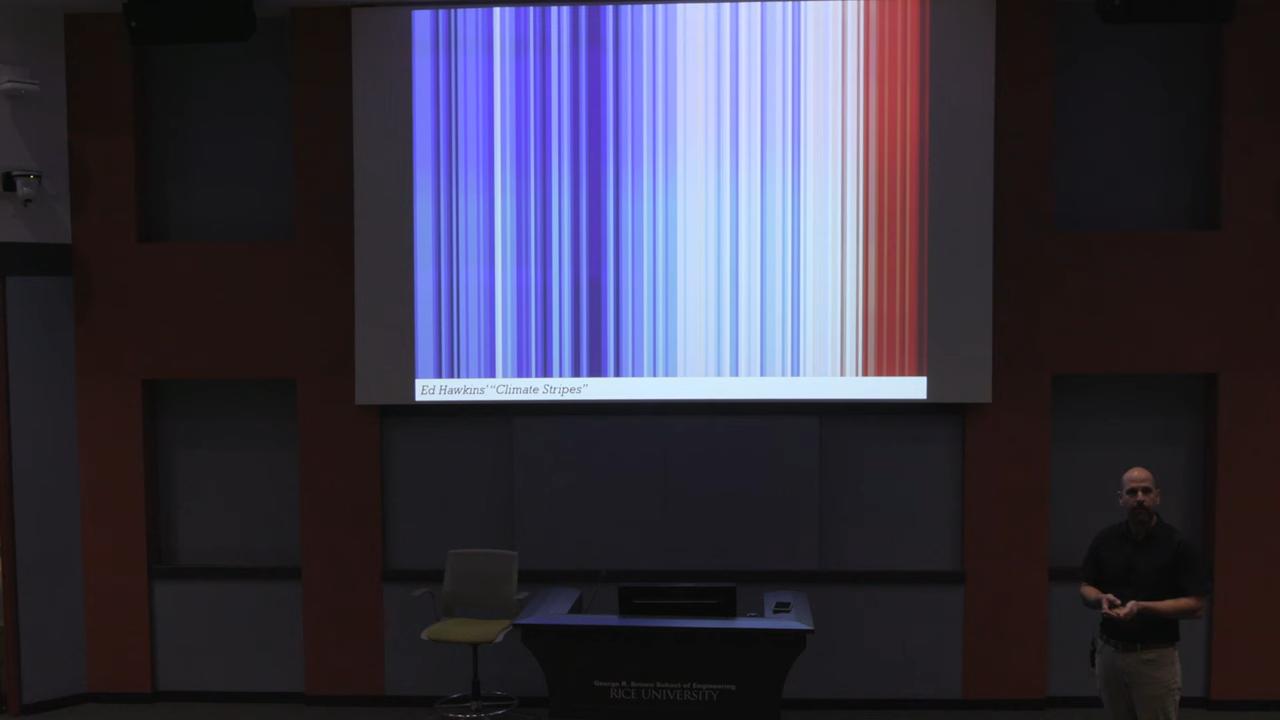 Ed Hawkins' “Climate Stripes”
George R. Brown School of Engineering
RICE UNIVERSITY